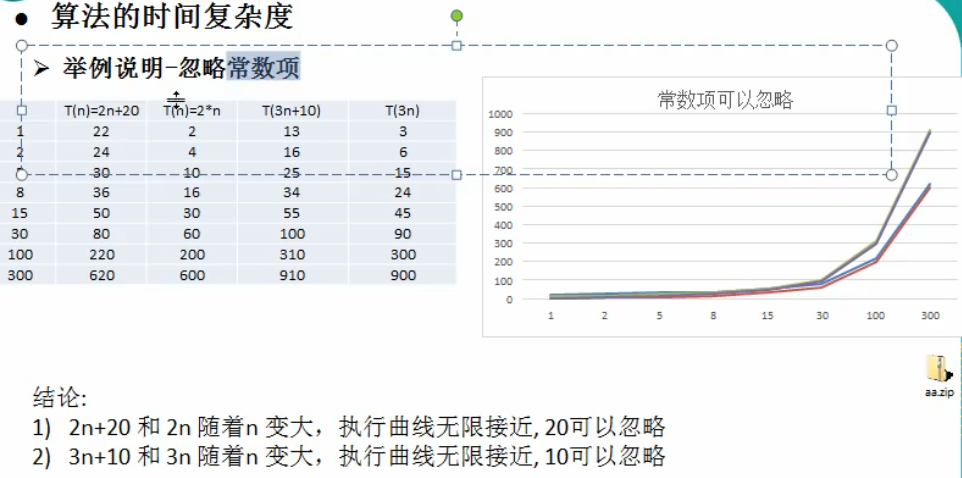 ● 算法的时间复杂度
➢ 举例说明-忽略常数项
T(n)=2n+20 T(n)=2*n T(3n+10) T(3n)
1 22 2 13 3
2 24 4 16 6
30 10 25 15
8 36 16 34 24
15 50 30 55 45
30 80 60 100 90
100 220 200 310 300
300 620 600 910 900
常数项可以忽略
1000
900
800
700
600
500
400
300
200
100
0
1 2 5 8 15 30 100 300
aa.zip
结论:
1) 2n+20 和 2n 随着n 变大，执行曲线无限接近, 20可以忽略
2) 3n+10 和 3n 随着n 变大，执行曲线无限接近, 10可以忽略